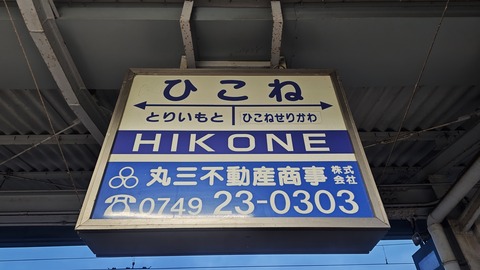 ひこね
とりいもと ひこねせりかわ
HIKONE
丸三不動産商事 株式会社
☎0749 23-0303